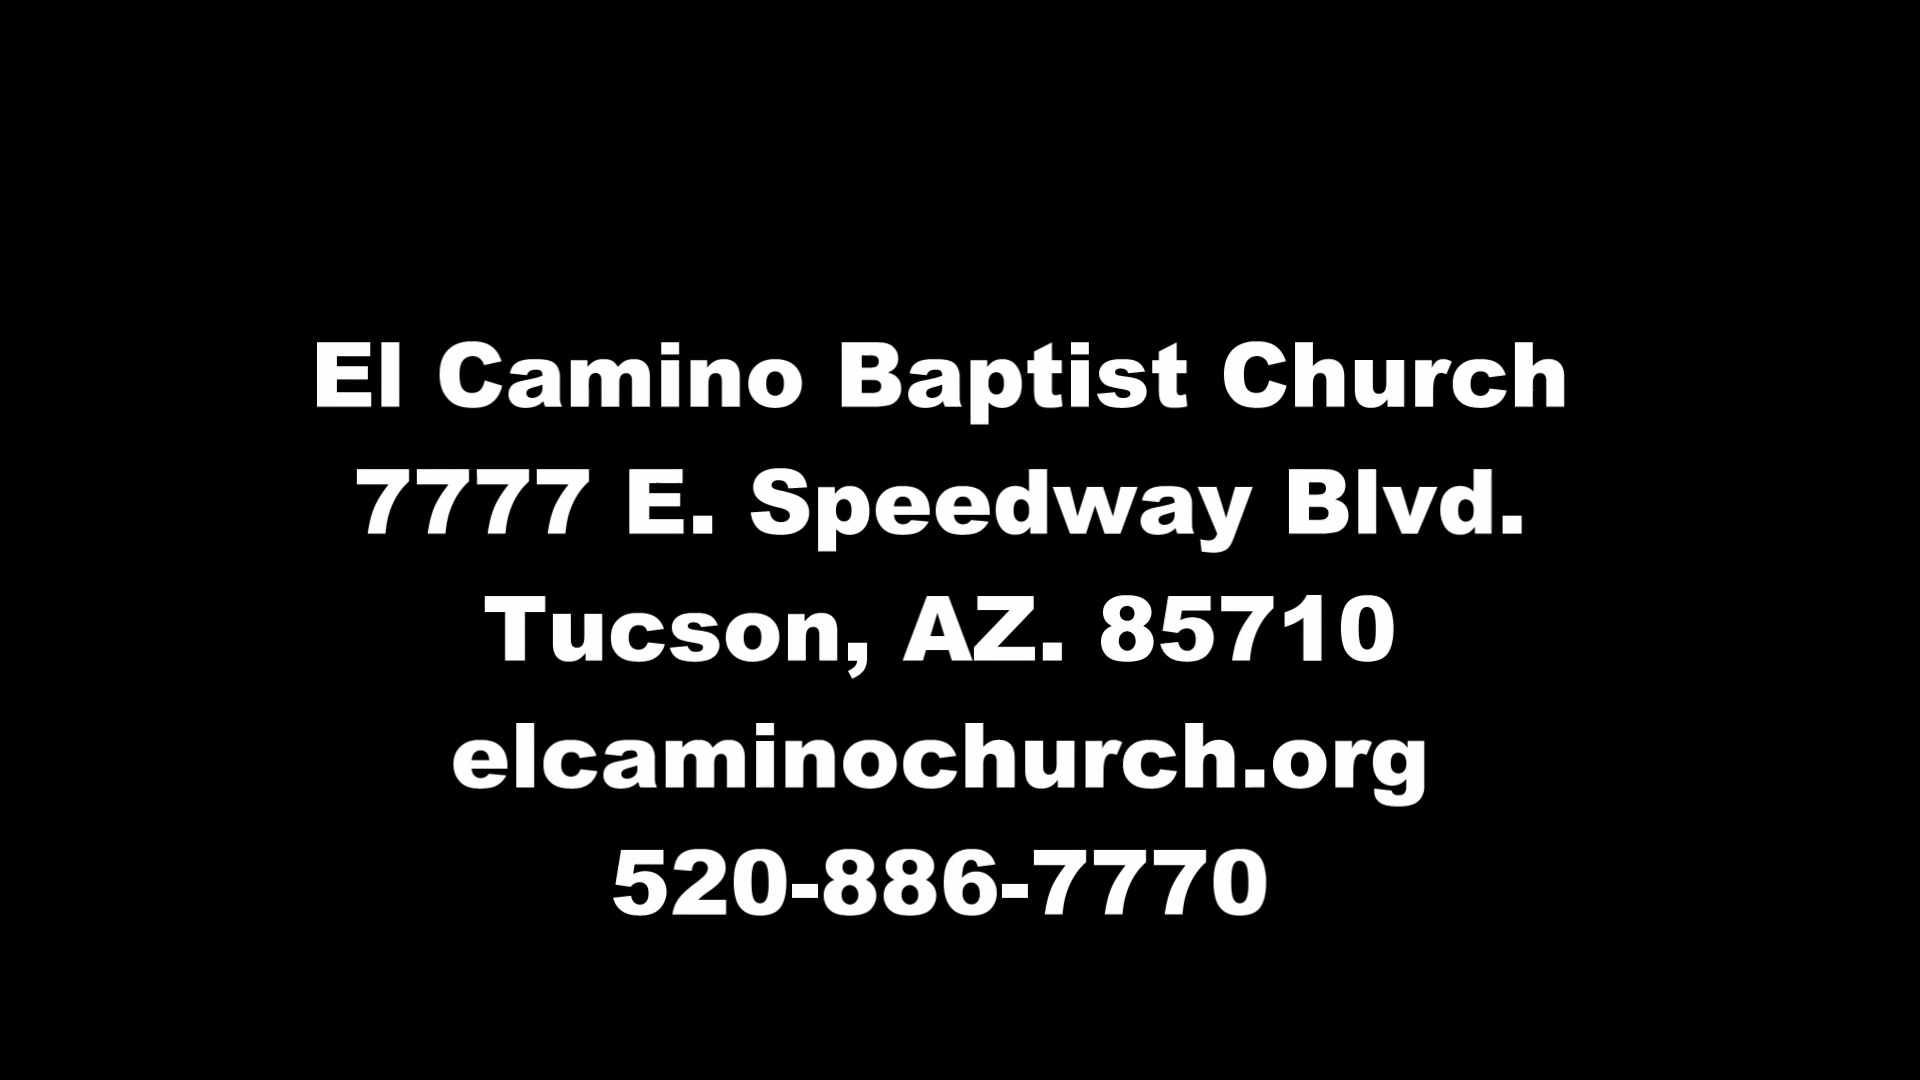 El Camino Baptist Church
7777 E. Speedway Blvd.
Tucson, AZ. 85710
elcaminochurch.org
520-886-7770